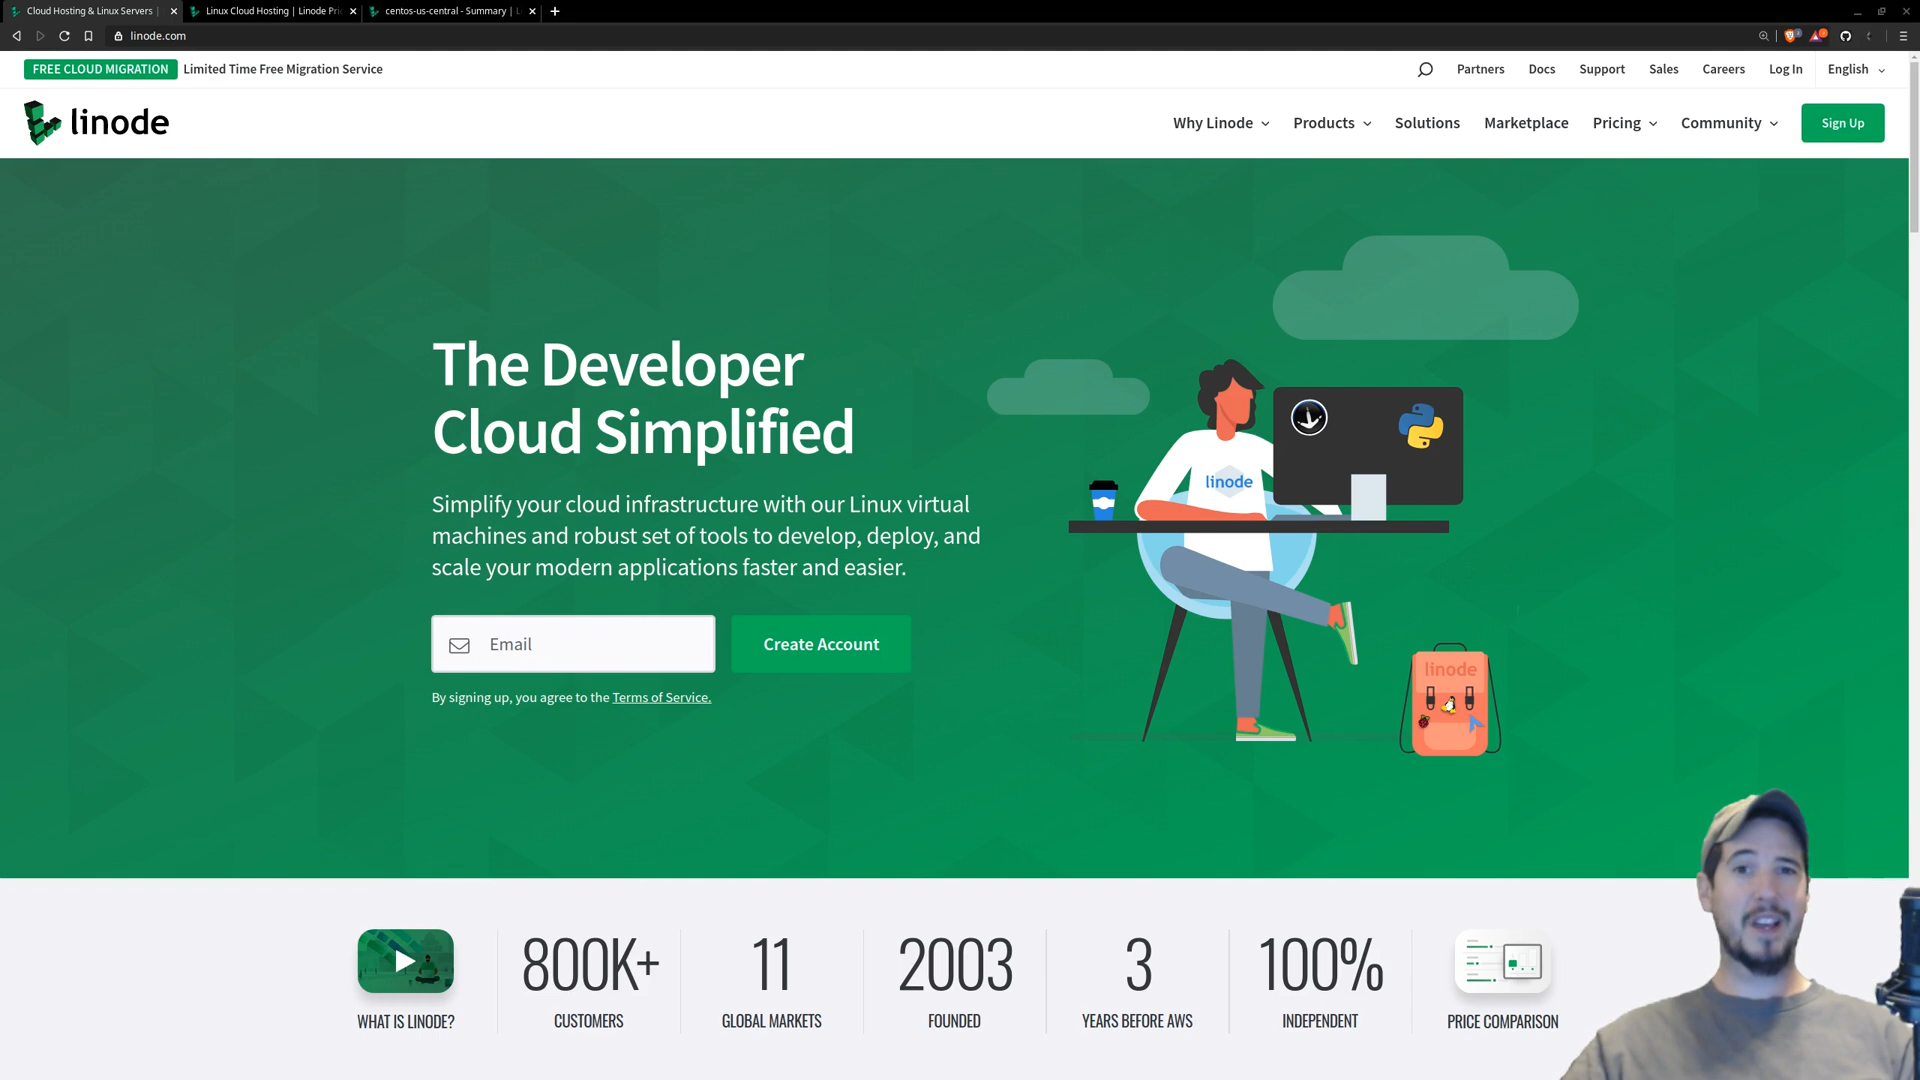 Cloud Hosting & Linux Servers |
Linux Cloud Hosting | Linode Pri
centos-us-central - Summary |
linode.com
FREE CLOUD MIGRATION Limited Time Free Migration Service
Partners Docs Support Sales Careers Log In English
linode
Why Linode Products Solutions Marketplace Pricing Community Sign Up
The Developer
Cloud Simplified
Simplify your cloud infrastructure with our Linux virtual
machines and robust set of tools to develop, deploy, and
scale your modern applications faster and easier.
Email
Create Account
By signing up, you agree to the Terms of Service.
linode
linode
800K+ 11 2003 3 100%
WHAT IS LINODE? CUSTOMERS GLOBAL MARKETS FOUNDED YEARS BEFORE AWS INDEPENDENT PRICE COMPARISON